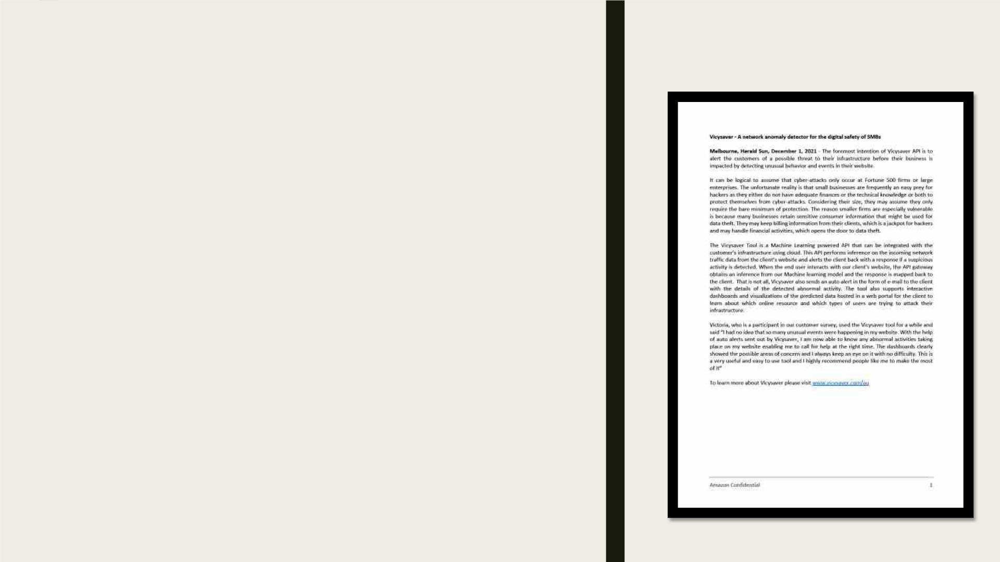 Vicysaver - A network anomaly detector for the digital safety of SMBs
Melbourne, Herald Sun, December 1, 2021 - The foremost intention of Vicysaver API is to
alert the customers of a possible threat to their infrastructure before their business is
impacted by detecting unusual behavior and events in their website.
It can be logical to assume that cyber-attacks only occur at Fortune 500 firms or large
enterprises. The unfortunate reality is that small businesses are frequently an easy prey for
hackers as they either do not have adequate finances or the technical knowledge or both to
protect themselves from cyber-attacks. Considering their size, they may assume they only
require the bare minimum of protection. The reason smaller firms are especially vulnerable
is because many businesses retain sensitive consumer information that might be used for
data theft. They may keep billing information from their clients, which is a jackpot for hackers
and may handle financial activities, which opens the door to data theft.
The Vicysaver Tool is a Machine Learning powered API that can be integrated with the
customer's infrastructure using cloud. This API performs inference on the incoming network
traffic data from the client's website and alerts the client back with a response if a suspicious
activity is detected. When the end user interacts with our client's website, the API gateway
obtains an inference from our Machine learning model and the response is mapped back to
the client. That is not all, Vicysaver also sends an auto alert in the form of e-mail to the client
with the details of the detected abnormal activity. The tool also supports interactive
dashboards and visualizations of the predicted data hosted in a web portal for the client to
learn about which online resource and which types of users are trying to attack their
infrastructure.
Victoria, who is a participant in our customer survey, used the Vicysaver tool for a while and
said "I had no idea that so many unusual events were happening in my website. With the help
of auto alerts sent out by Vicysaver, I am now able to know any abnormal activities taking
place on my website enabling me to call for help at the right time. The dashboards clearly
showed the possible areas of concern and I always keep an eye on it with no difficulty. This is
a very useful and easy to use tool and I highly recommend people like me to make the most
of it"
To learn more about Vicysaver please visit www.vicysaver.com/au
Amazon Confidential 1